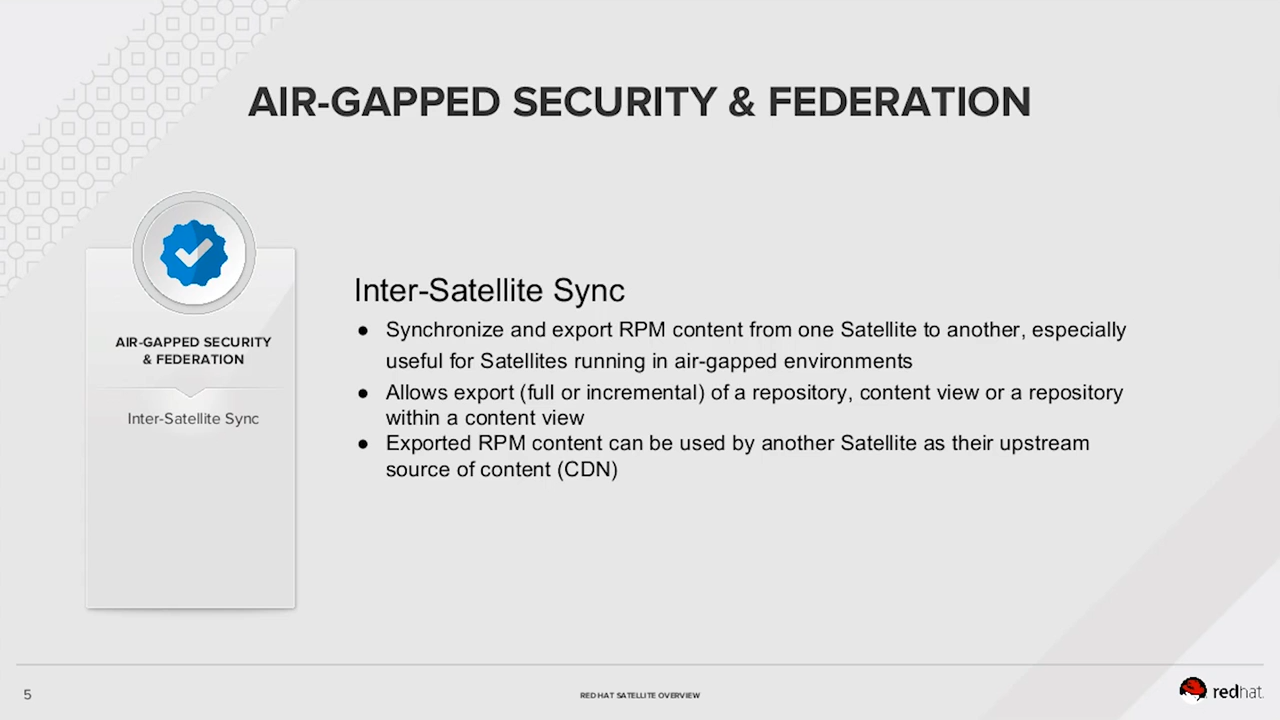 AIR-GAPPED SECURITY & FEDERATION
AIR-GAPPED SECURITY
& FEDERATION
Inter-Satellite Sync
Inter-Satellite Sync
● Synchronize and export RPM content from one Satellite to another, especially
useful for Satellites running in air-gapped environments
● Allows export (full or incremental) of a repository, content view or a repository
within a content view
● Exported RPM content can be used by another Satellite as their upstream
source of content (CDN)
5
RED HAT SATELLITE OVERVIEW
redhat.